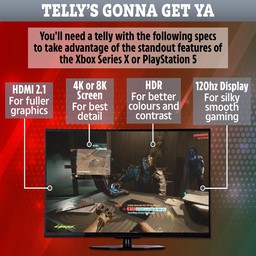 TELLY'S GONNA GET YA
You'll need a telly with the following specs
to take advantage of the standout features of
the Xbox Series X or PlayStation 5
HDMI 2.1
For fuller
graphics
4K or 8K
Screen
For best
detail
HDR
For better
colours and
contrast
120hz Display
For silky
smooth
gaming